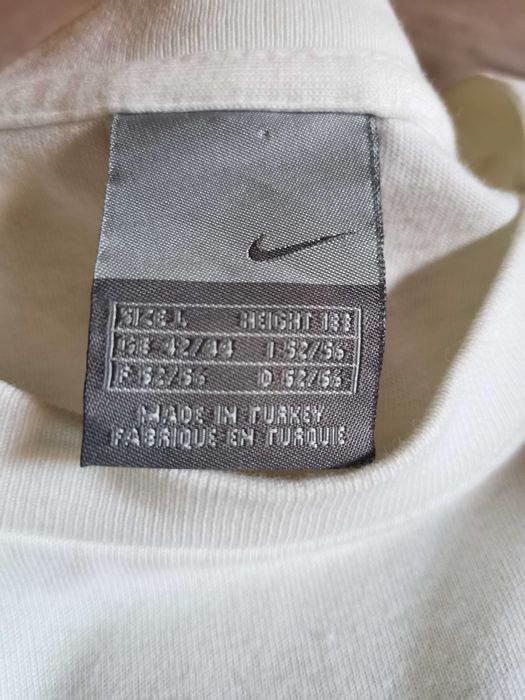 SIZE L HEIGHT 188
GB 42/44 I 52/56
F 52/56 D 52/56
MADE IN TURKEY
FABRIQUE EN TURQUIE